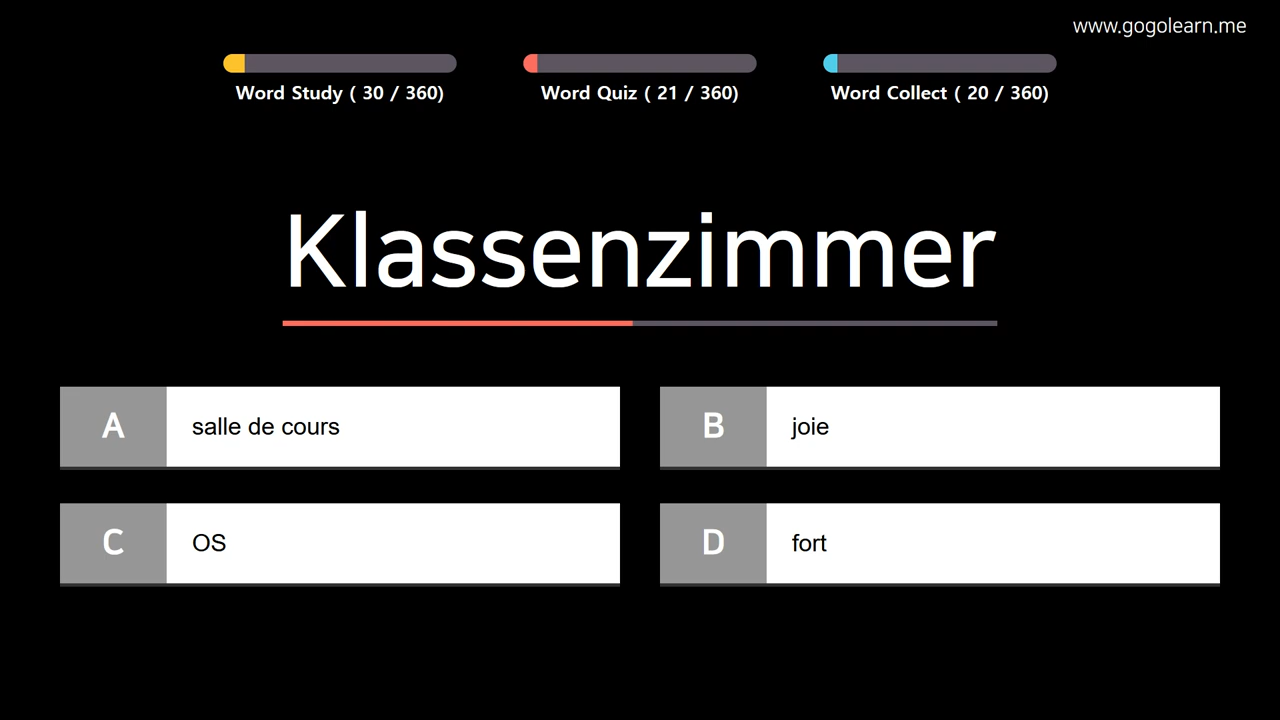 www.gogolearn.me
Word Study ( 30 / 360)
Word Quiz ( 21 / 360)
Word Collect ( 20 / 360)
Klassenzimmer
A salle de cours
B joie
C OS
D fort